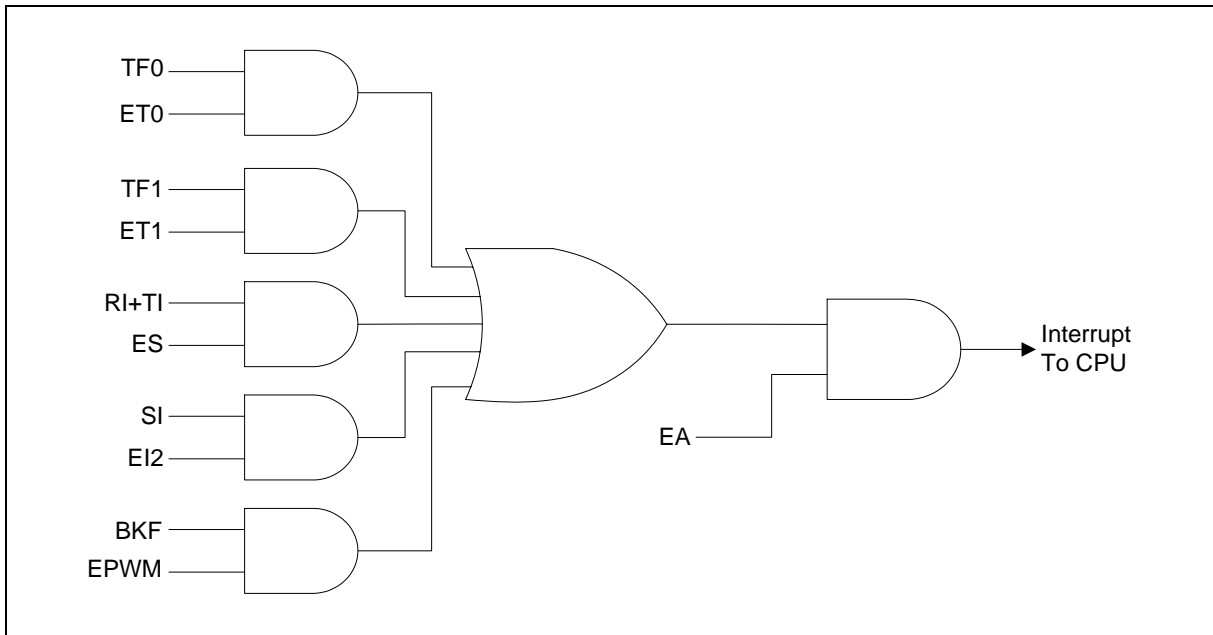 TF0
ET0
TF1
ET1
RI+TI
ES
SI
EI2
BKF
EPWM
EA
Interrupt
To CPU